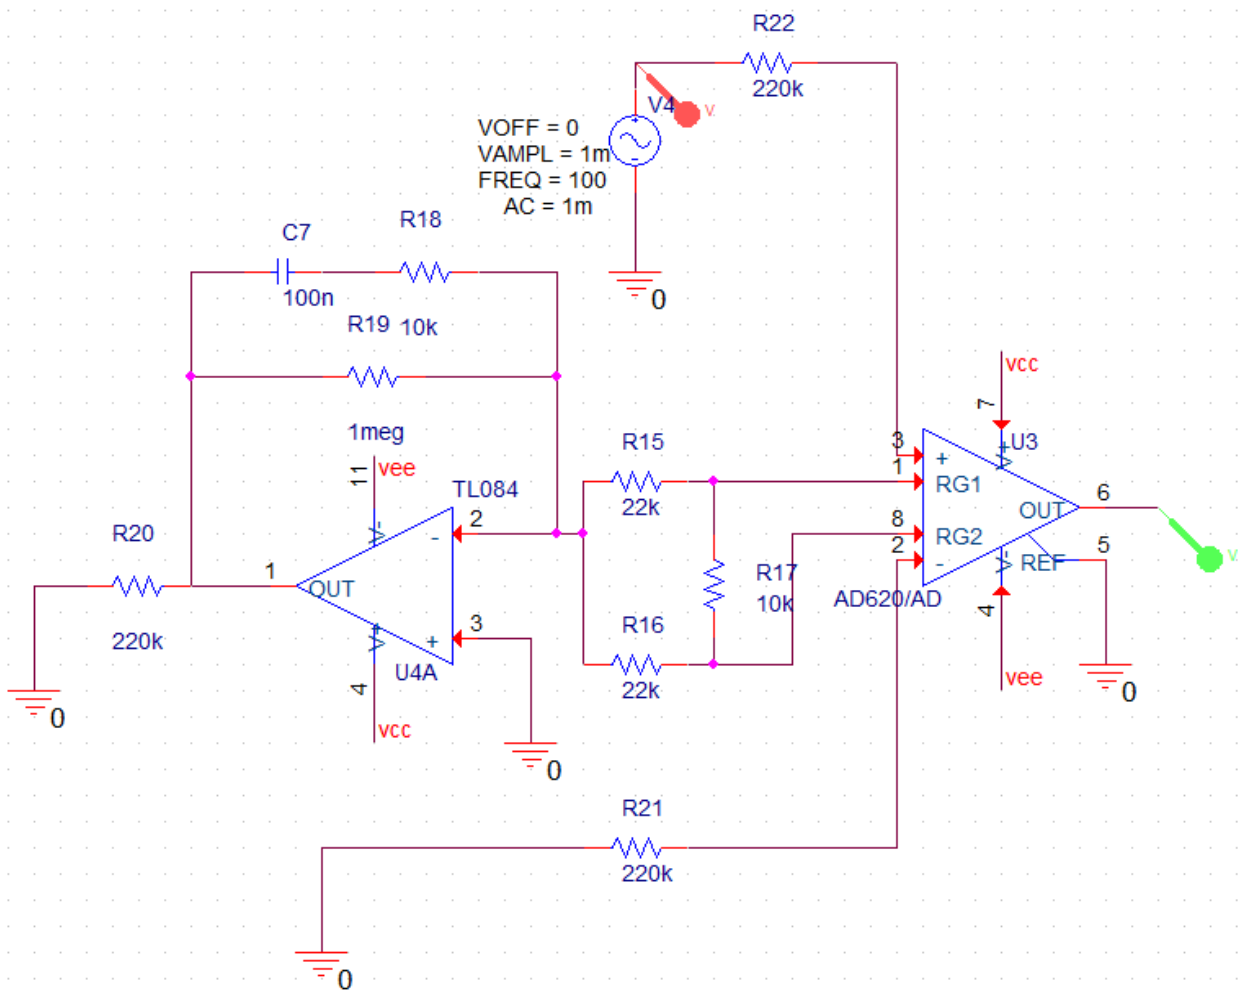 R22
220k
V4
V
VOFF = 0
VAMPL = 1m
FREQ = 100
AC = 1m
0
C7
100n
R18
10k
R19
1meg
11
vee
V-
TL084
2
-
R20
220k
1
OUT
3
+
V+
U4A
4
vcc
0
0
R15
22k
R17
10k
R16
22k
vcc
7
U3
V+
3
+
1
RG1
8
RG2
2
-
OUT
6
V
REF
5
V-
AD620/AD
4
vee
0
R21
220k
0